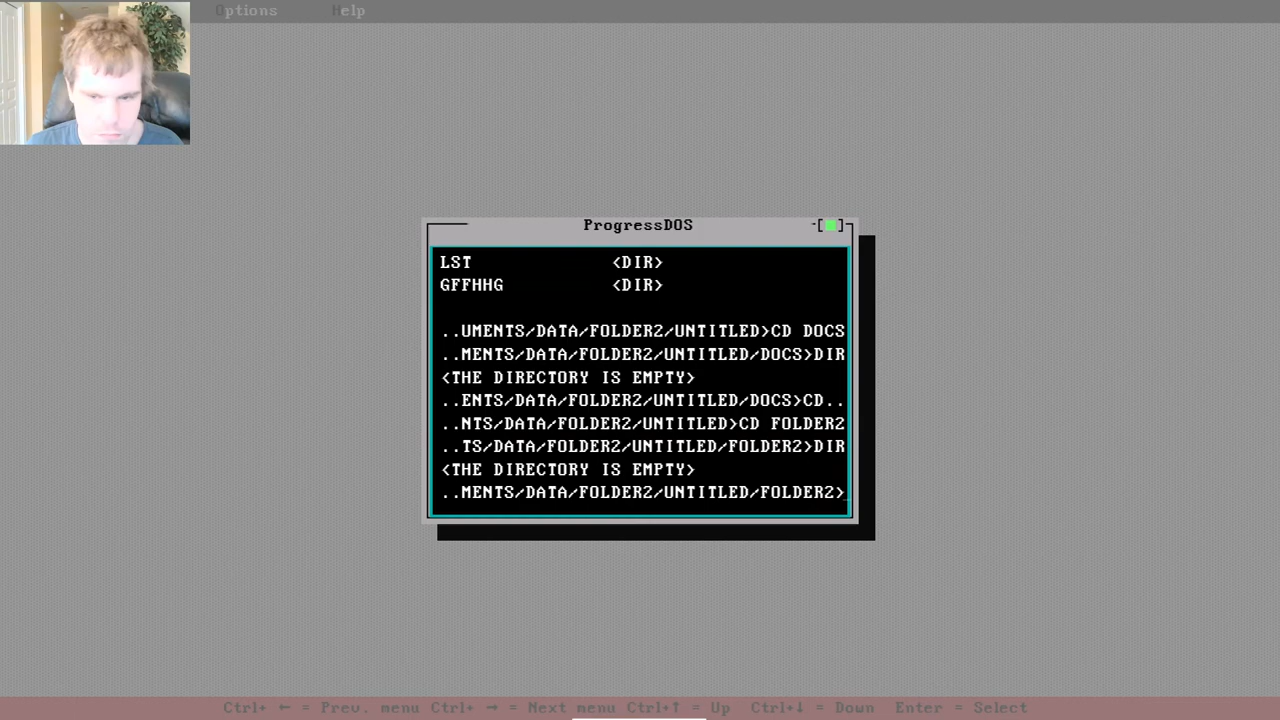 Options Help
ProgressDOS
LST <DIR>
GFFHHG <DIR>
..UMENTS/DATA/FOLDER2/UNTITLED>CD DOCS
..MENTS/DATA/FOLDER2/UNTITLED/DOCS>DIR
<THE DIRECTORY IS EMPTY>
..ENTS/DATA/FOLDER2/UNTITLED/DOCS>CD..
..NTS/DATA/FOLDER2/UNTITLED>CD FOLDER2
..TS/DATA/FOLDER2/UNTITLED/FOLDER2>DIR
<THE DIRECTORY IS EMPTY>
..MENTS/DATA/FOLDER2/UNTITLED/FOLDER2>_
Ctrl+ ← = Prev. menu Ctrl+ → = Next menu Ctrl+↑ = Up Ctrl+↓ = Down Enter = Select